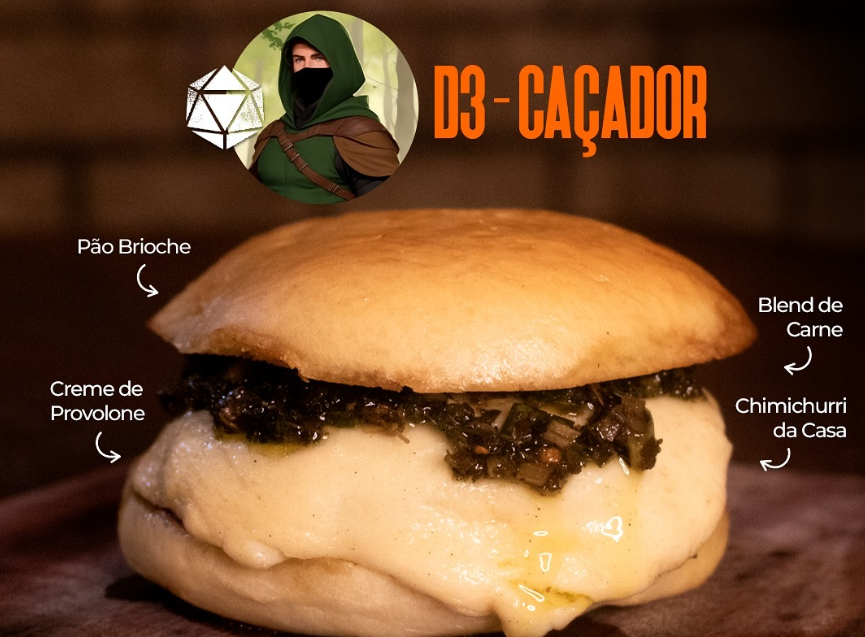 D3 - CAÇADOR
Pão Brioche
Blend de
Carne
Creme de
Provolone
Chimichurri
da Casa